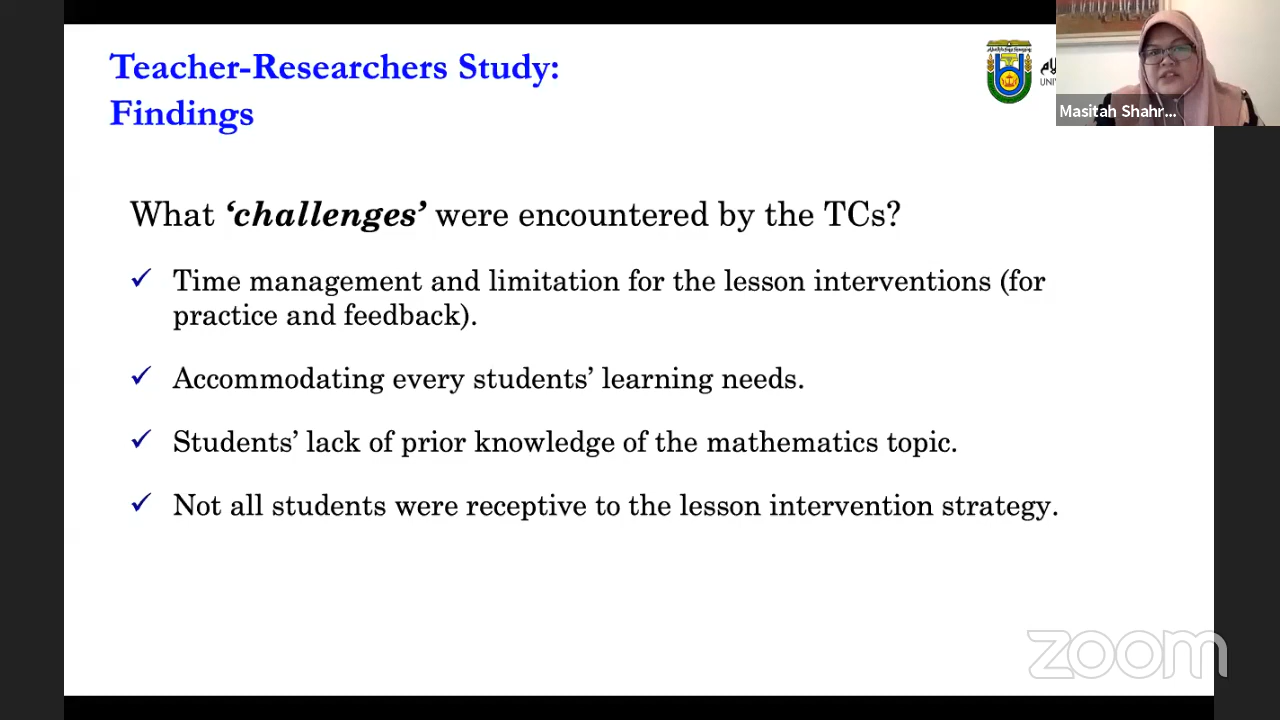 Teacher-Researchers Study:
Findings
UNIV
Masitah Shahr...
What ‘challenges’ were encountered by the TCs?
✓ Time management and limitation for the lesson interventions (for
practice and feedback).
✓ Accommodating every students’ learning needs.
✓ Students’ lack of prior knowledge of the mathematics topic.
✓ Not all students were receptive to the lesson intervention strategy.
zoom